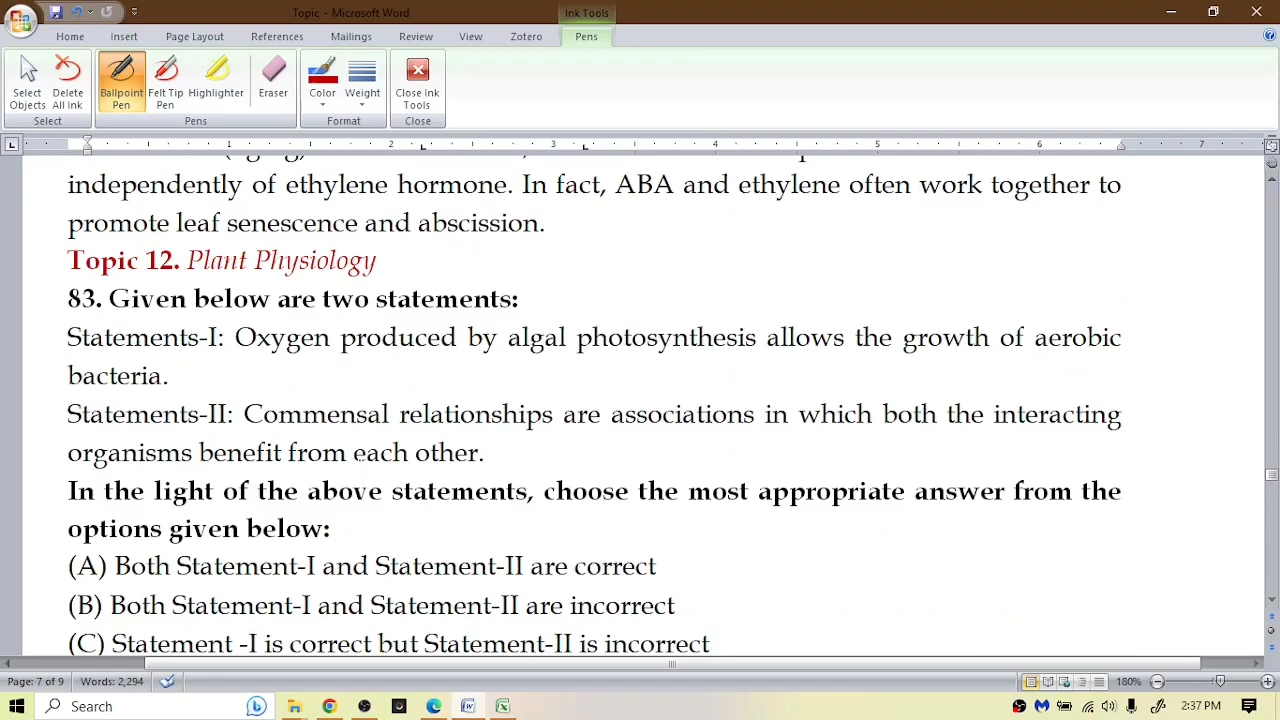 Topic - Microsoft Word
Ink Tools
Home Insert Page Layout References Mailings Review View Zotero Pens
Select Objects
Delete All Ink
Ballpoint Pen
Felt Tip Pen
Highlighter
Eraser
Color
Weight
Close Ink Tools
Select Pens Format Close
L 1 2 3 4 5 6 7
independently of ethylene hormone. In fact, ABA and ethylene often work together to
promote leaf senescence and abscission.
Topic 12. Plant Physiology
83. Given below are two statements:
Statements-I: Oxygen produced by algal photosynthesis allows the growth of aerobic
bacteria.
Statements-II: Commensal relationships are associations in which both the interacting
organisms benefit from each other.
In the light of the above statements, choose the most appropriate answer from the
options given below:
(A) Both Statement-I and Statement-II are correct
(B) Both Statement-I and Statement-II are incorrect
(C) Statement -I is correct but Statement-II is incorrect
Page: 7 of 9 Words: 2,294 180%
Search 2:37 PM